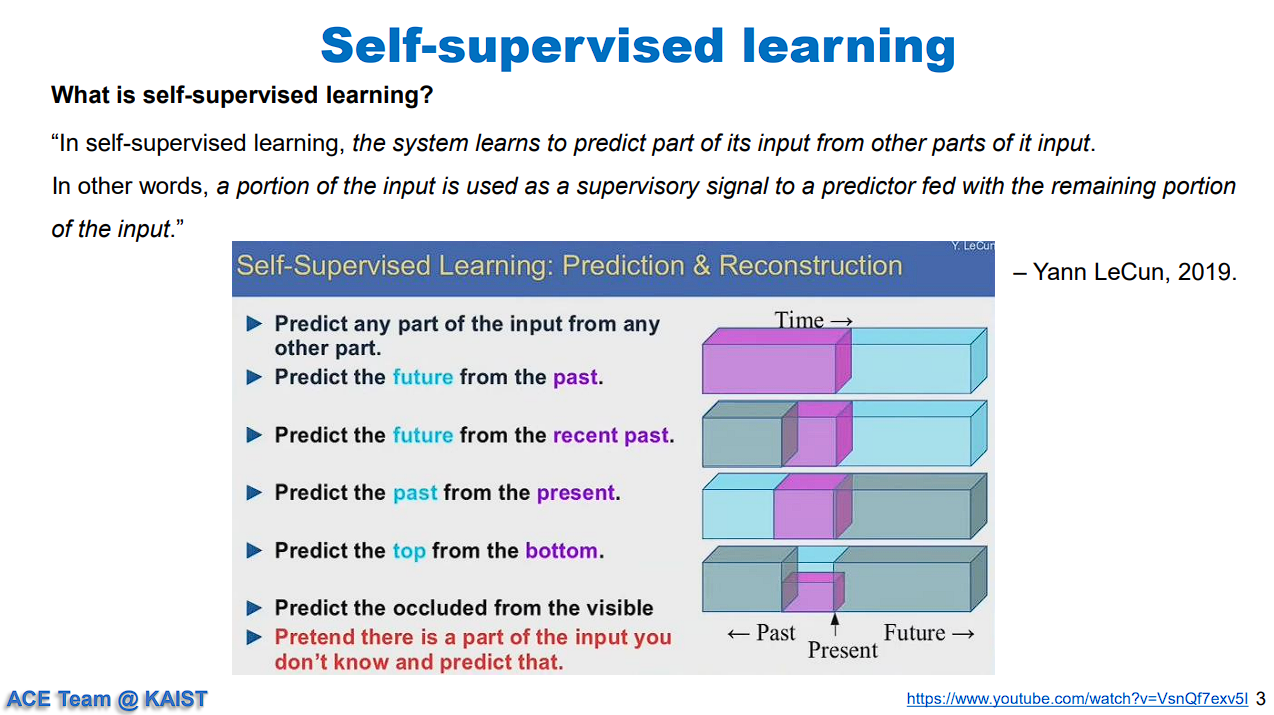 Self-supervised learning
What is self-supervised learning?
“In self-supervised learning, the system learns to predict part of its input from other parts of it input.
In other words, a portion of the input is used as a supervisory signal to a predictor fed with the remaining portion
of the input.”
– Yann LeCun, 2019.
Y. LeCun
Self-Supervised Learning: Prediction & Reconstruction
Predict any part of the input from any
other part.
Predict the future from the past.
Predict the future from the recent past.
Predict the past from the present.
Predict the top from the bottom.
Predict the occluded from the visible
Pretend there is a part of the input you
don’t know and predict that.
Time →
← Past
Present
Future →
ACE Team @ KAIST
https://www.youtube.com/watch?v=VsnQf7exv5I
3